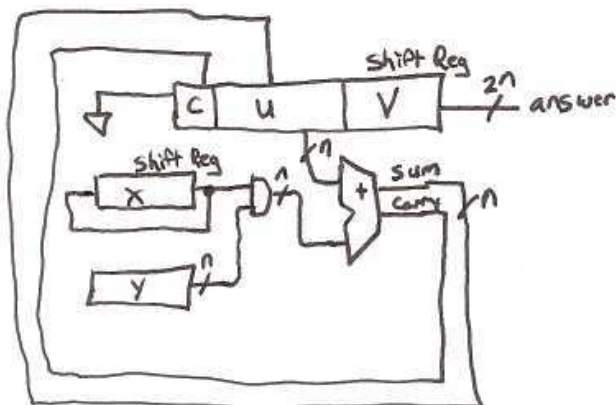 Shift Reg
C U V
2n
answer
n
Shift Reg
X
n
+
sum
carry
n
Y
n